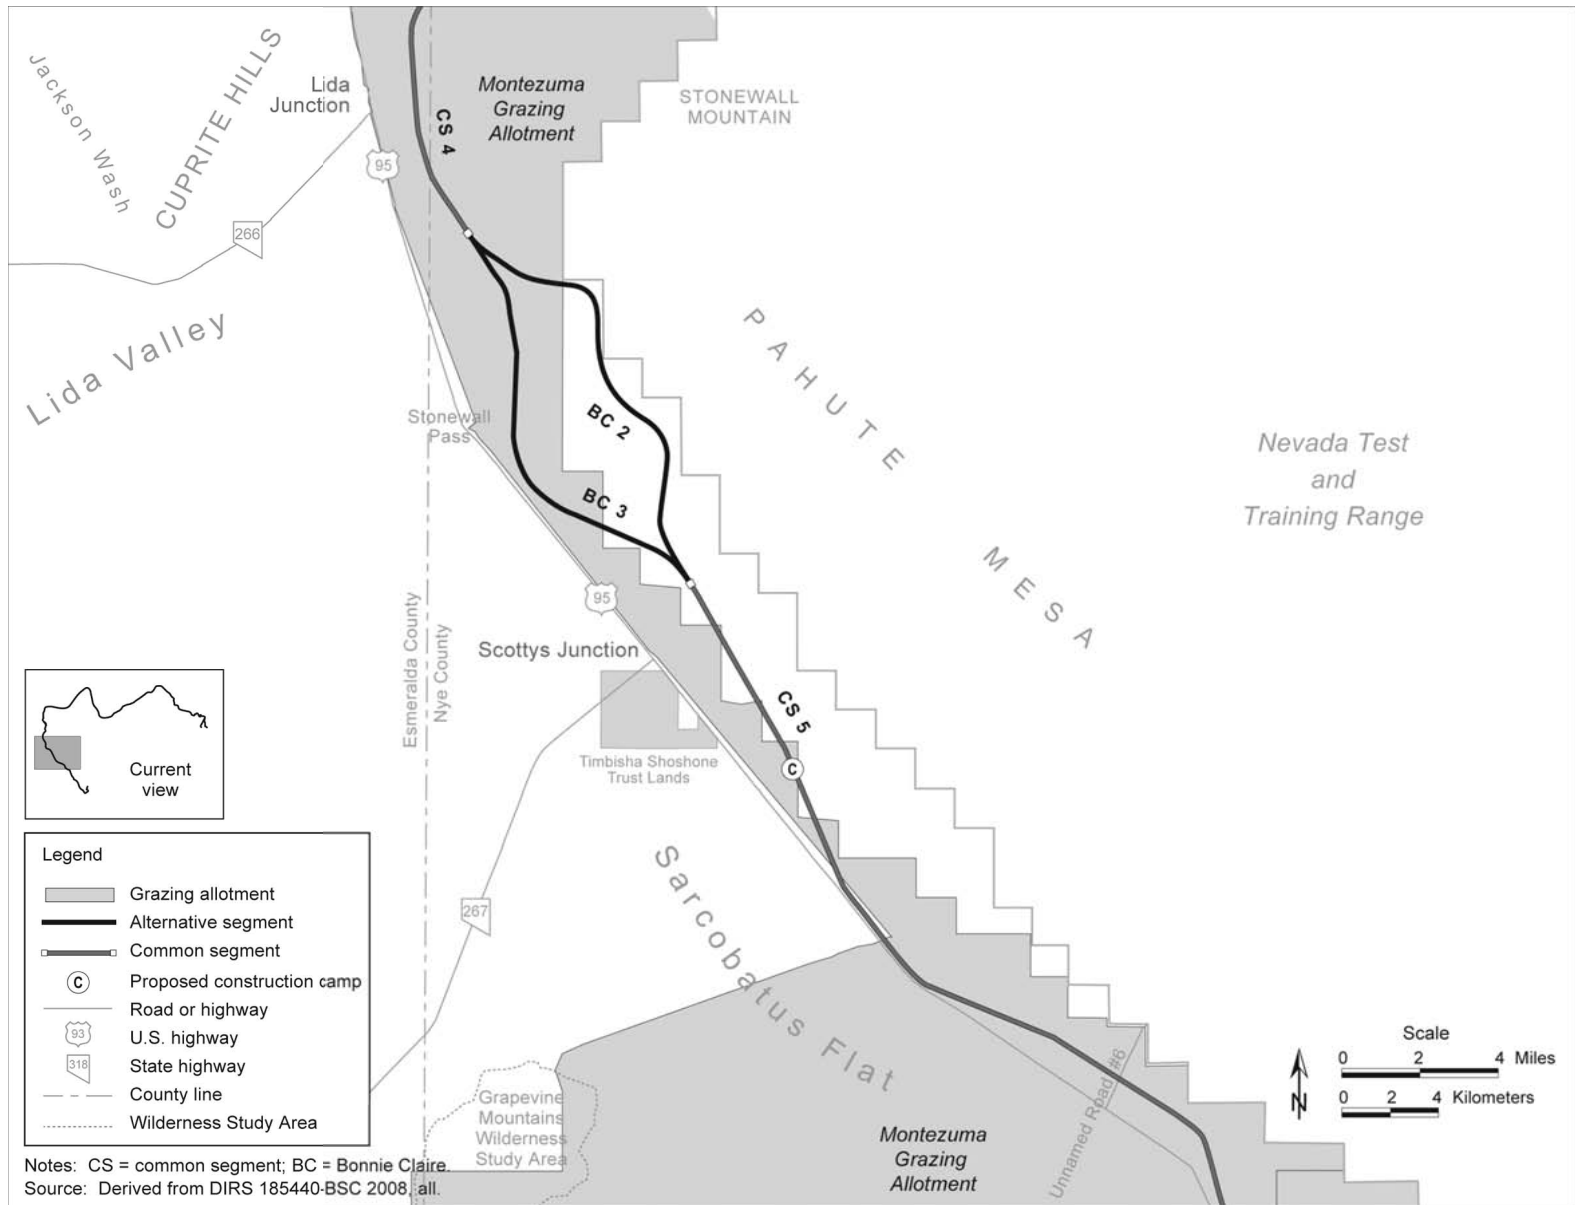 Jackson Wash
CUPRITE HILLS
Lida
Junction
Montezuma
Grazing
Allotment
STONEWALL
MOUNTAIN
CS 4
95
266
Lida Valley
PAHUTE MESA
Stonewall
Pass
BC 2
BC 3
Nevada Test
and
Training Range
95
Scottys Junction
Esmeralda County
Nye County
CS 5
C
Timbisha Shoshone
Trust Lands
Current
view
Sarcobatus Flat
267
Legend
Grazing allotment
Alternative segment
Common segment
C Proposed construction camp
Road or highway
93 U.S. highway
318 State highway
County line
Wilderness Study Area
Grapevine
Mountains
Wilderness
Study Area
Montezuma
Grazing
Allotment
Unnamed Road #6
Scale
0 2 4 Miles
0 2 4 Kilometers
N
Notes: CS = common segment; BC = Bonnie Claire.
Source: Derived from DIRS 185440-BSC 2008, all.